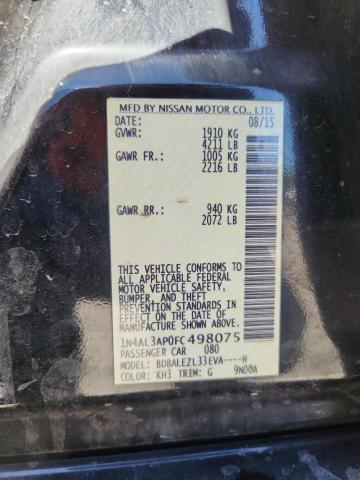 MFD BY NISSAN MOTOR CO., LTD.
DATE: 08/15
GVWR: 1910 KG
4211 LB
GAWR FR.: 1005 KG
2216 LB
GAWR RR.: 940 KG
2072 LB
THIS VEHICLE CONFORMS TO
ALL APPLICABLE FEDERAL
MOTOR VEHICLE SAFETY,
BUMPER, AND THEFT
PREVENTION STANDARDS IN
EFFECT ON THE DATE OF
MANUFACTURE SHOWN ABOVE.
1N4AL3AP0FC498075
PASSENGER CAR 080
MODEL: BDBALEZL33EVA----H
COLOR: KH3 TRIM: G 9N00A